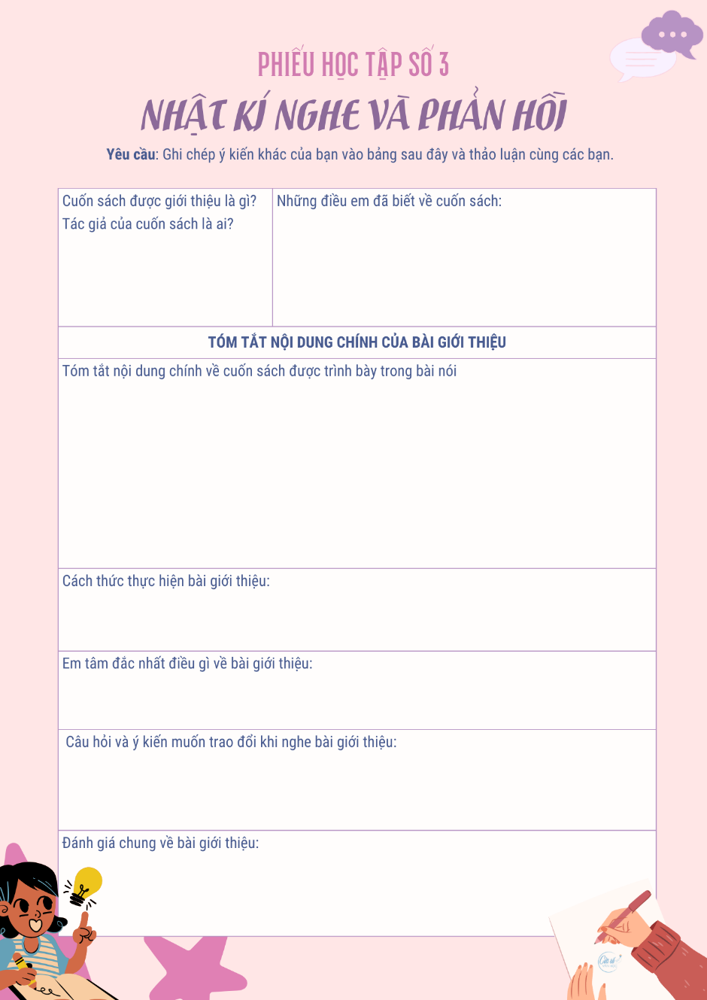 PHIẾU HỌC TẬP SỐ 3
NHẬT KÍ NGHE VÀ PHẢN HỒI
Yêu cầu: Ghi chép ý kiến khác của bạn vào bảng sau đây và thảo luận cùng các bạn.
Cuốn sách được giới thiệu là gì?
Tác giả của cuốn sách là ai?
Những điều em đã biết về cuốn sách:
TÓM TẮT NỘI DUNG CHÍNH CỦA BÀI GIỚI THIỆU
Tóm tắt nội dung chính về cuốn sách được trình bày trong bài nói
Cách thức thực hiện bài giới thiệu:
Em tâm đắc nhất điều gì về bài giới thiệu:
Câu hỏi và ý kiến muốn trao đổi khi nghe bài giới thiệu:
Đánh giá chung về bài giới thiệu: